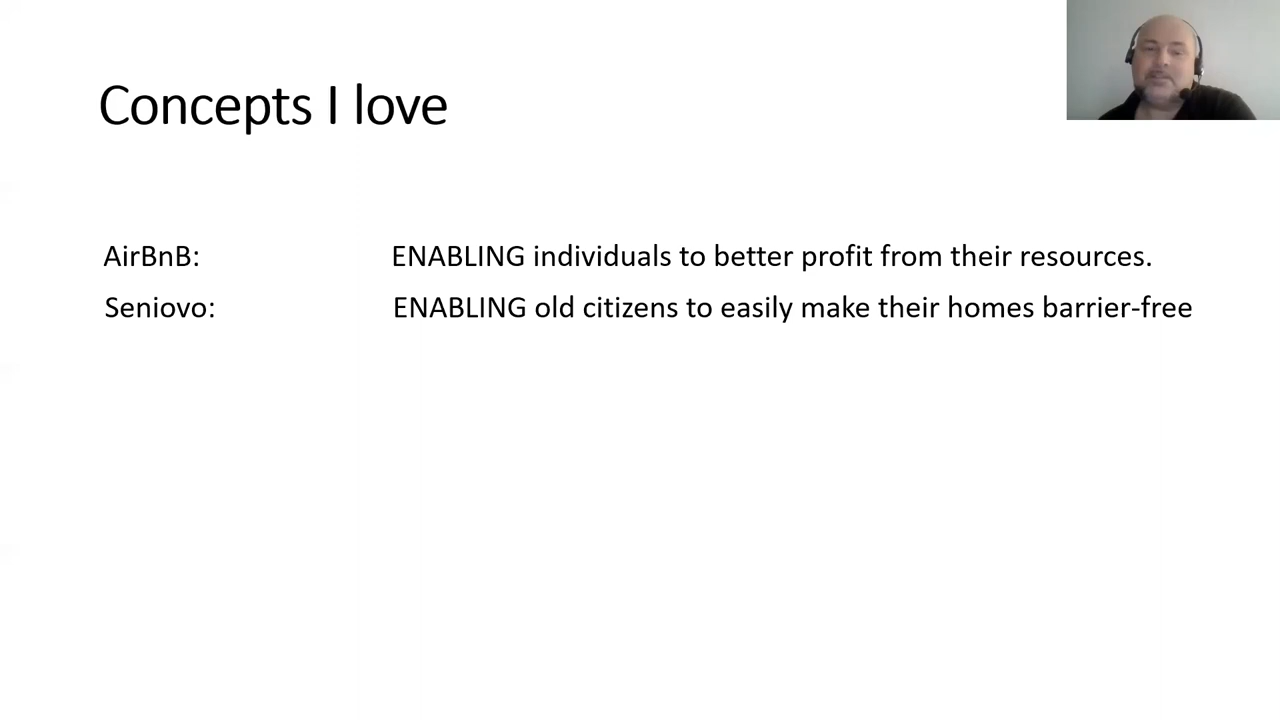 Concepts I love
AirBnB: ENABLING individuals to better profit from their resources.
Seniovo: ENABLING old citizens to easily make their homes barrier-free